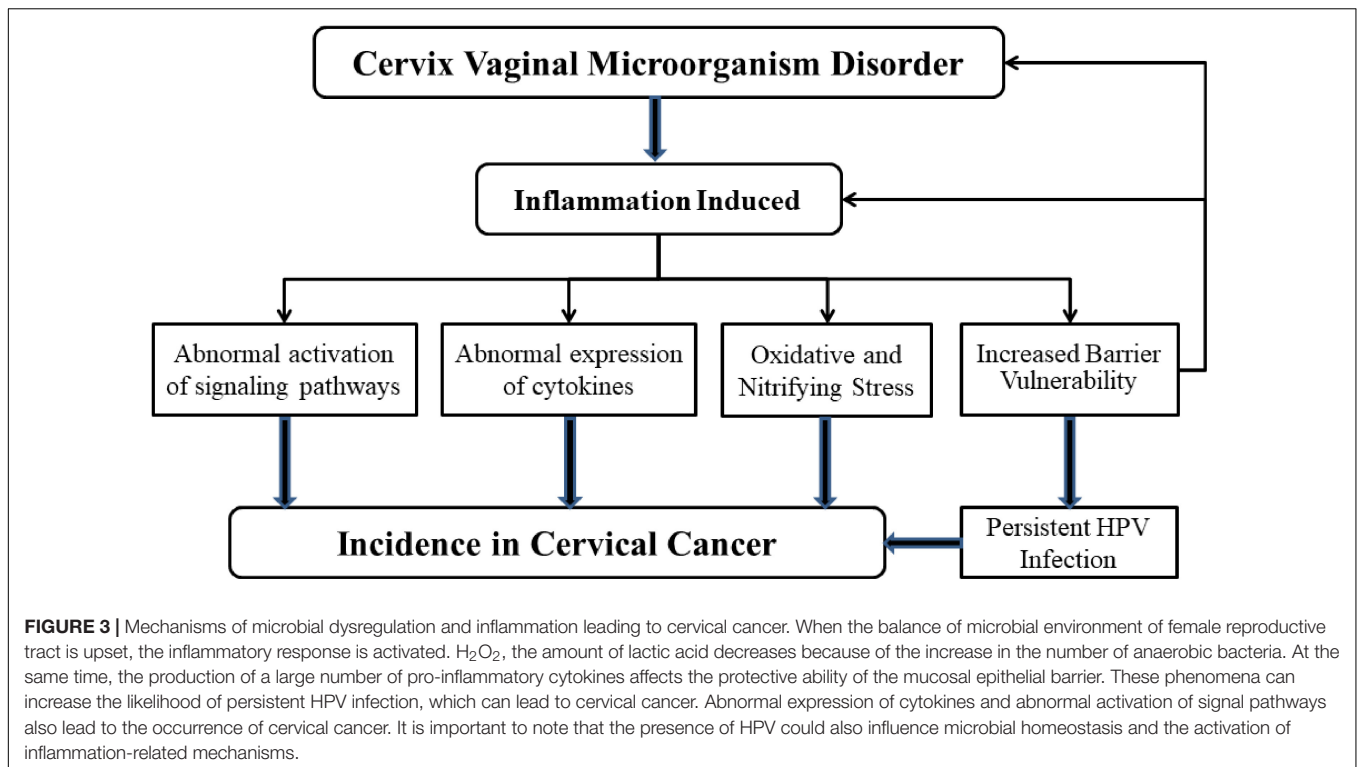 Cervix Vaginal Microorganism Disorder
Inflammation Induced
Abnormal activation
of signaling pathways
Abnormal expression
of cytokines
Oxidative and
Nitrifying Stress
Increased Barrier
Vulnerability
Incidence in Cervical Cancer
Persistent HPV
Infection
FIGURE 3 | Mechanisms of microbial dysregulation and inflammation leading to cervical cancer. When the balance of microbial environment of female reproductive
tract is upset, the inflammatory response is activated. H₂O₂, the amount of lactic acid decreases because of the increase in the number of anaerobic bacteria. At the
same time, the production of a large number of pro-inflammatory cytokines affects the protective ability of the mucosal epithelial barrier. These phenomena can
increase the likelihood of persistent HPV infection, which can lead to cervical cancer. Abnormal expression of cytokines and abnormal activation of signal pathways
also lead to the occurrence of cervical cancer. It is important to note that the presence of HPV could also influence microbial homeostasis and the activation of
inflammation-related mechanisms.